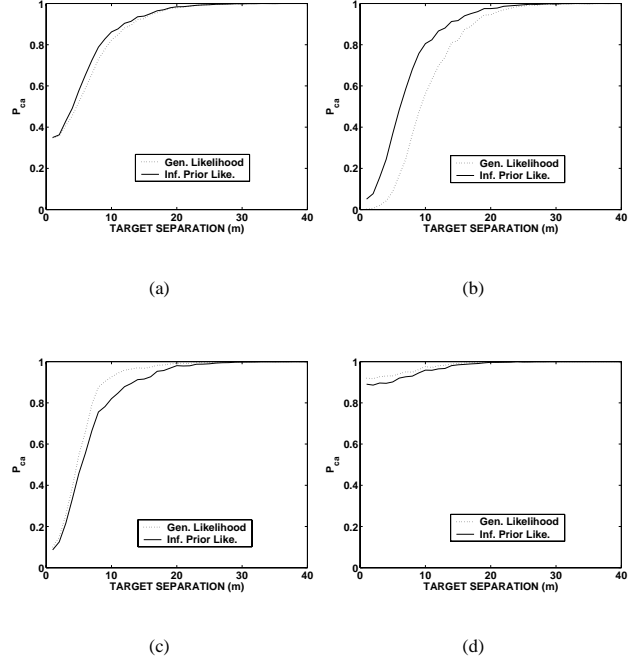 1
0.8
0.6
0.4
0.2
0
P_ca
Gen. Likelihood
Inf. Prior Like.
0 10 20 30 40
TARGET SEPARATION (m)
(a)
1
0.8
0.6
0.4
0.2
0
P_ca
Gen. Likelihood
Inf. Prior Like.
0 10 20 30 40
TARGET SEPARATION (m)
(b)
1
0.8
0.6
0.4
0.2
0
P_ca
Gen. Likelihood
Inf. Prior Like.
0 10 20 30 40
TARGET SEPARATION (m)
(c)
1
0.8
0.6
0.4
0.2
0
P_ca
Gen. Likelihood
Inf. Prior Like.
0 10 20 30 40
TARGET SEPARATION (m)
(d)